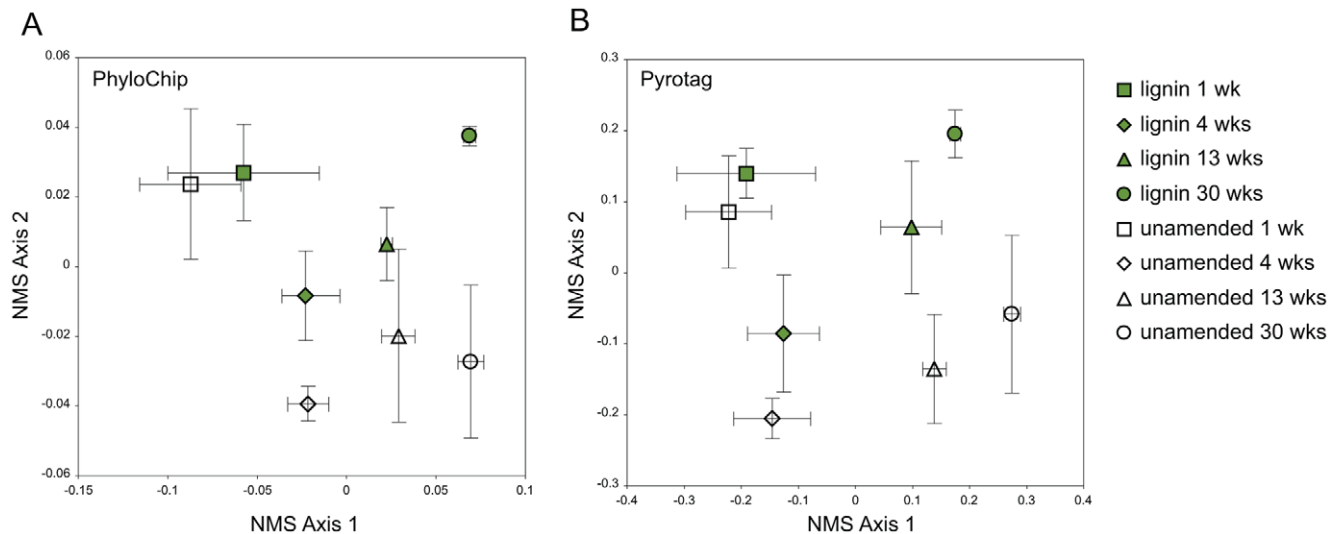 A
B
PhyloChip
0.06
0.04
0.02
0
-0.02
-0.04
-0.06
NMS Axis 2
-0.15
-0.1
-0.05
0
0.05
0.1
NMS Axis 1
Pyrotag
0.3
0.2
0.1
0
-0.1
-0.2
-0.3
NMS Axis 2
-0.4
-0.3
-0.2
-0.1
0
0.1
0.2
0.3
0.4
NMS Axis 1
lignin 1 wk
lignin 4 wks
lignin 13 wks
lignin 30 wks
unamended 1 wk
unamended 4 wks
unamended 13 wks
unamended 30 wks